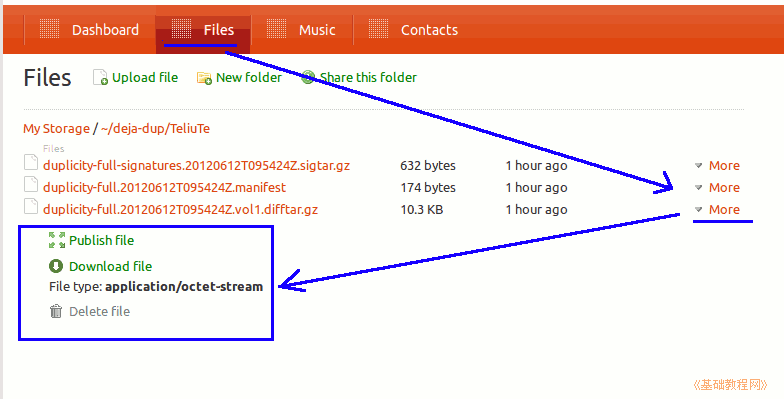 Dashboard Files Music Contacts
Files Upload file New folder Share this folder
My Storage / ~/deja-dup/TeliuTe
Files
duplicity-full-signatures.20120612T095424Z.sigtar.gz 632 bytes 1 hour ago More
duplicity-full.20120612T095424Z.manifest 174 bytes 1 hour ago More
duplicity-full.20120612T095424Z.vol1.difftar.gz 10.3 KB 1 hour ago More
Publish file
Download file
File type: application/octet-stream
Delete file
《基础教程网》